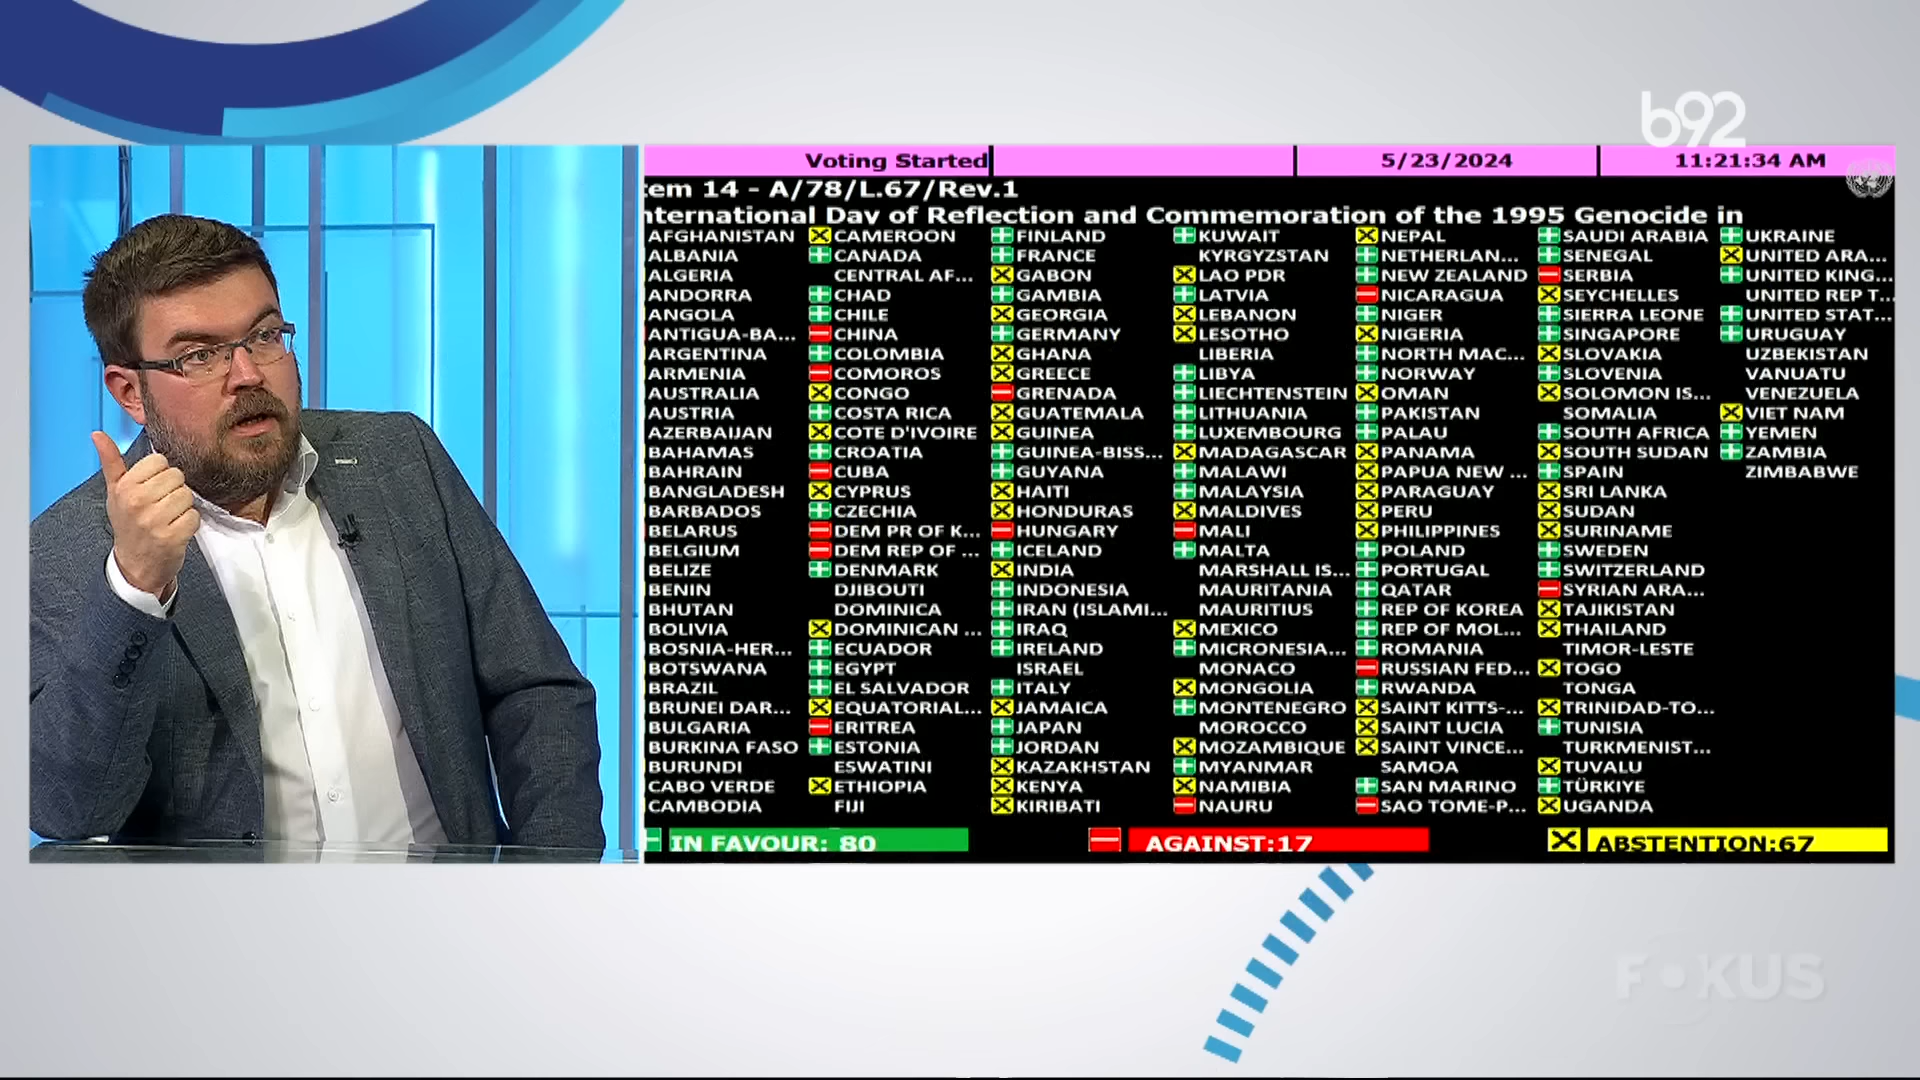 b92
Voting Started 5/23/2024 11:21:34 AM
tem 14 - A/78/L.67/Rev.1
nternational Day of Reflection and Commemoration of the 1995 Genocide in
AFGHANISTAN CAMEROON FINLAND KUWAIT NEPAL SAUDI ARABIA UKRAINE
ALBANIA CANADA FRANCE KYRGYZSTAN NETHERLAN... SENEGAL UNITED ARA...
ALGERIA CENTRAL AF... GABON LAO PDR NEW ZEALAND SERBIA UNITED KING...
ANDORRA CHAD GAMBIA LATVIA NICARAGUA SEYCHELLES UNITED REP T...
ANGOLA CHILE GEORGIA LEBANON NIGER SIERRA LEONE UNITED STAT...
ANTIGUA-BA... CHINA GERMANY LESOTHO NIGERIA SINGAPORE URUGUAY
ARGENTINA COLOMBIA GHANA LIBERIA NORTH MAC... SLOVAKIA UZBEKISTAN
ARMENIA COMOROS GREECE LIBYA NORWAY SLOVENIA VANUATU
AUSTRALIA CONGO GRENADA LIECHTENSTEIN OMAN SOLOMON IS... VENEZUELA
AUSTRIA COSTA RICA GUATEMALA LITHUANIA PAKISTAN SOMALIA VIET NAM
AZERBAIJAN COTE D'IVOIRE GUINEA LUXEMBOURG PALAU SOUTH AFRICA YEMEN
BAHAMAS CROATIA GUINEA-BISS... MADAGASCAR PANAMA SOUTH SUDAN ZAMBIA
BAHRAIN CUBA GUYANA MALAWI PAPUA NEW ... SPAIN ZIMBABWE
BANGLADESH CYPRUS HAITI MALAYSIA PARAGUAY SRI LANKA
BARBADOS CZECHIA HONDURAS MALDIVES PERU SUDAN
BELARUS DEM PR OF K... HUNGARY MALI PHILIPPINES SURINAME
BELGIUM DEM REP OF ... ICELAND MALTA POLAND SWEDEN
BELIZE DENMARK INDIA MARSHALL IS... PORTUGAL SWITZERLAND
BENIN DJIBOUTI INDONESIA MAURITANIA QATAR SYRIAN ARA...
BHUTAN DOMINICA IRAN (ISLAMI... MAURITIUS REP OF KOREA TAJIKISTAN
BOLIVIA DOMINICAN ... IRAQ MEXICO REP OF MOL... THAILAND
BOSNIA-HER... ECUADOR IRELAND MICRONESIA... ROMANIA TIMOR-LESTE
BOTSWANA EGYPT ISRAEL MONACO RUSSIAN FED... TOGO
BRAZIL EL SALVADOR ITALY MONGOLIA RWANDA TONGA
BRUNEI DAR... EQUATORIAL... JAMAICA MONTENEGRO SAINT KITTS-... TRINIDAD-TO...
BULGARIA ERITREA JAPAN MOROCCO SAINT LUCIA TUNISIA
BURKINA FASO ESTONIA JORDAN MOZAMBIQUE SAINT VINCE... TURKMENIST...
BURUNDI ESWATINI KAZAKHSTAN MYANMAR SAMOA TUVALU
CABO VERDE ETHIOPIA KENYA NAMIBIA SAN MARINO TÜRKIYE
CAMBODIA FIJI KIRIBATI NAURU SAO TOME-P... UGANDA
IN FAVOUR: 80 AGAINST:17 ABSTENTION:67
FOKUS